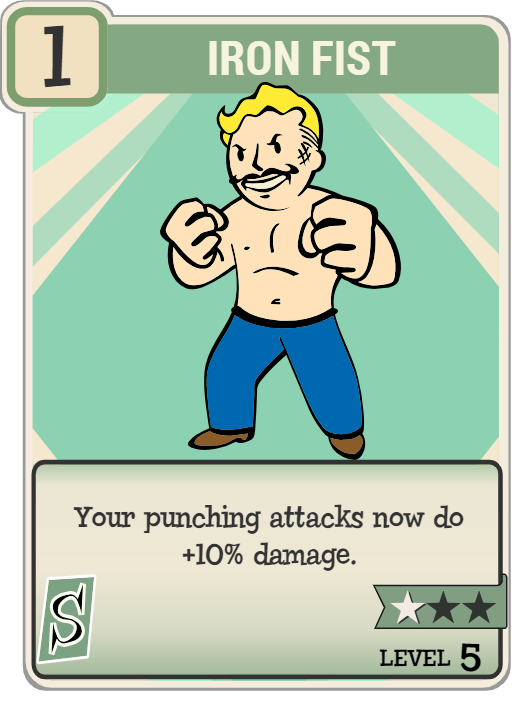 1
IRON FIST
Your punching attacks now do
+10% damage.
S
LEVEL 5